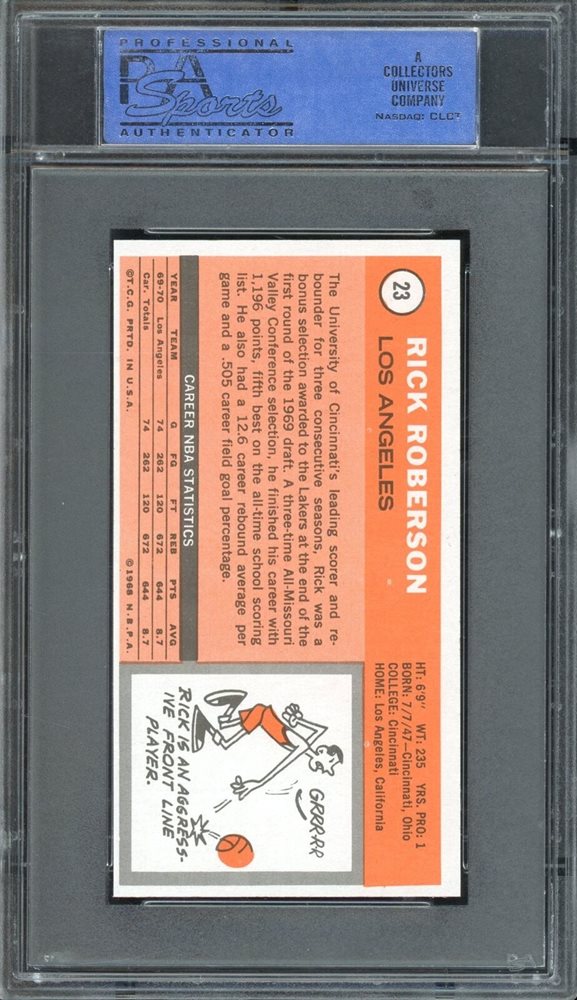 PROFESSIONAL
PSA
Sports
AUTHENTICATOR
A
COLLECTORS
UNIVERSE
COMPANY
NASDAQ: CLCT
23
RICK ROBERSON
LOS ANGELES
HT: 6'9" WT: 235 YRS. PRO: 1
BORN: 7/7/47—Cincinnati, Ohio
COLLEGE: Cincinnati
HOME: Los Angeles, California
The University of Cincinnati's leading scorer and re-
bounder for three consecutive seasons, Rick was a
bonus selection awarded to the Lakers at the end of the
first round of the 1969 draft. A three-time All-Missouri
Valley Conference selection, he finished his career with
1,196 points, fifth best on the all-time school scoring
list. He also had a 12.6 career rebound average per
game and a .505 career field goal percentage.
CAREER NBA STATISTICS
YEAR TEAM G FG FT REB PTS AVG
69-70 Los Angeles 74 262 120 672 644 8.7
Car. Totals 74 262 120 672 644 8.7
©T.C.G. PRTD. IN U.S.A. ©1968 N.B.P.A.
GRRRRR
RICK IS AN AGGRESS-
IVE FRONT LINE
PLAYER.